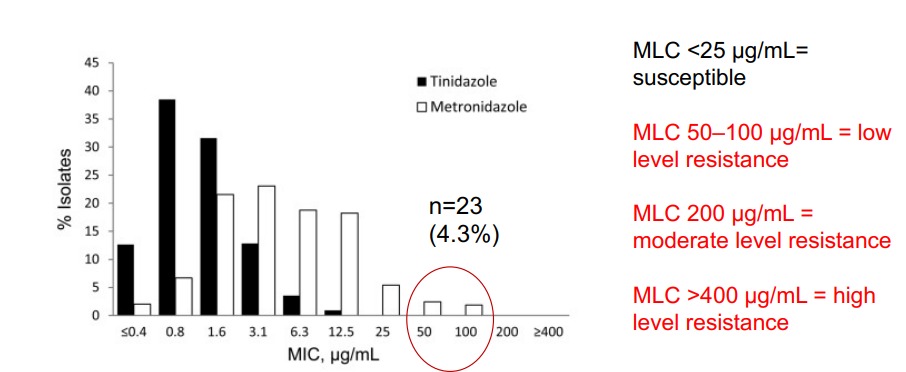 45
40
35
30
25
20
15
10
5
0
% Isolates
Tinidazole
Metronidazole
n=23
(4.3%)
≤0.4 0.8 1.6 3.1 6.3 12.5 25 50 100 200 ≥400
MIC, µg/mL
MLC <25 µg/mL=
susceptible
MLC 50–100 µg/mL = low
level resistance
MLC 200 µg/mL =
moderate level resistance
MLC >400 µg/mL = high
level resistance